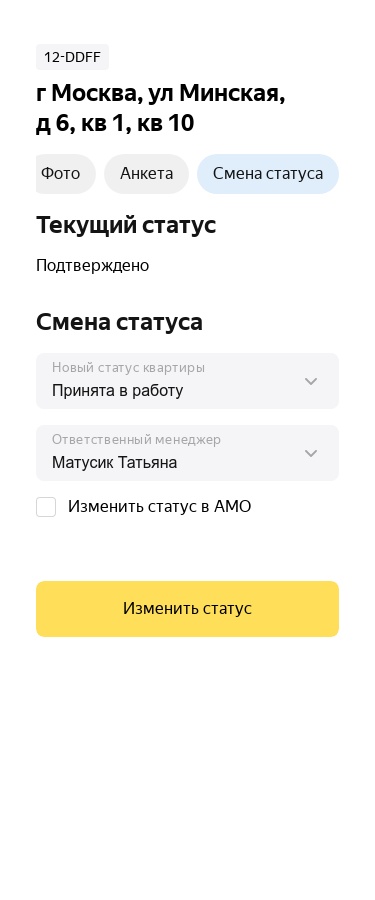 12-DDFF
г Москва, ул Минская,
д 6, кв 1, кв 10
Фото
Анкета
Смена статуса
Текущий статус
Подтверждено
Смена статуса
Новый статус квартиры
Принята в работу
Ответственный менеджер
Матусик Татьяна
Изменить статус в АМО
Изменить статус